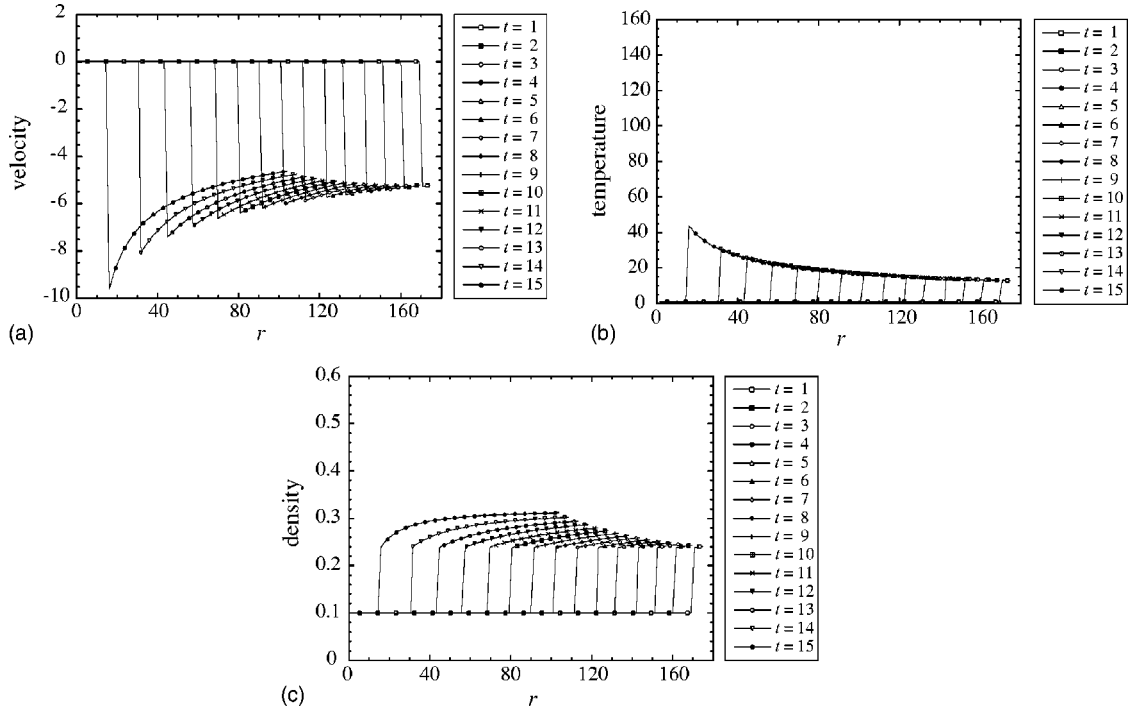 2
0
-2
-4
-6
-8
-10
velocity
0
40
80
120
160
r
(a)
t = 1
t = 2
t = 3
t = 4
t = 5
t = 6
t = 7
t = 8
t = 9
t = 10
t = 11
t = 12
t = 13
t = 14
t = 15
160
140
120
100
80
60
40
20
0
temperature
0
40
80
120
160
r
(b)
t = 1
t = 2
t = 3
t = 4
t = 5
t = 6
t = 7
t = 8
t = 9
t = 10
t = 11
t = 12
t = 13
t = 14
t = 15
0.6
0.5
0.4
0.3
0.2
0.1
0
density
0
40
80
120
160
r
(c)
t = 1
t = 2
t = 3
t = 4
t = 5
t = 6
t = 7
t = 8
t = 9
t = 10
t = 11
t = 12
t = 13
t = 14
t = 15